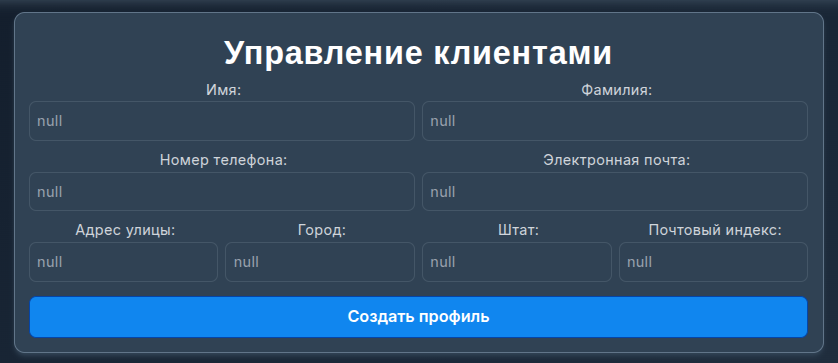 Управление клиентами
Имя: Фамилия:
null null
Номер телефона: Электронная почта:
null null
Адрес улицы: Город: Штат: Почтовый индекс:
null null null null
Создать профиль